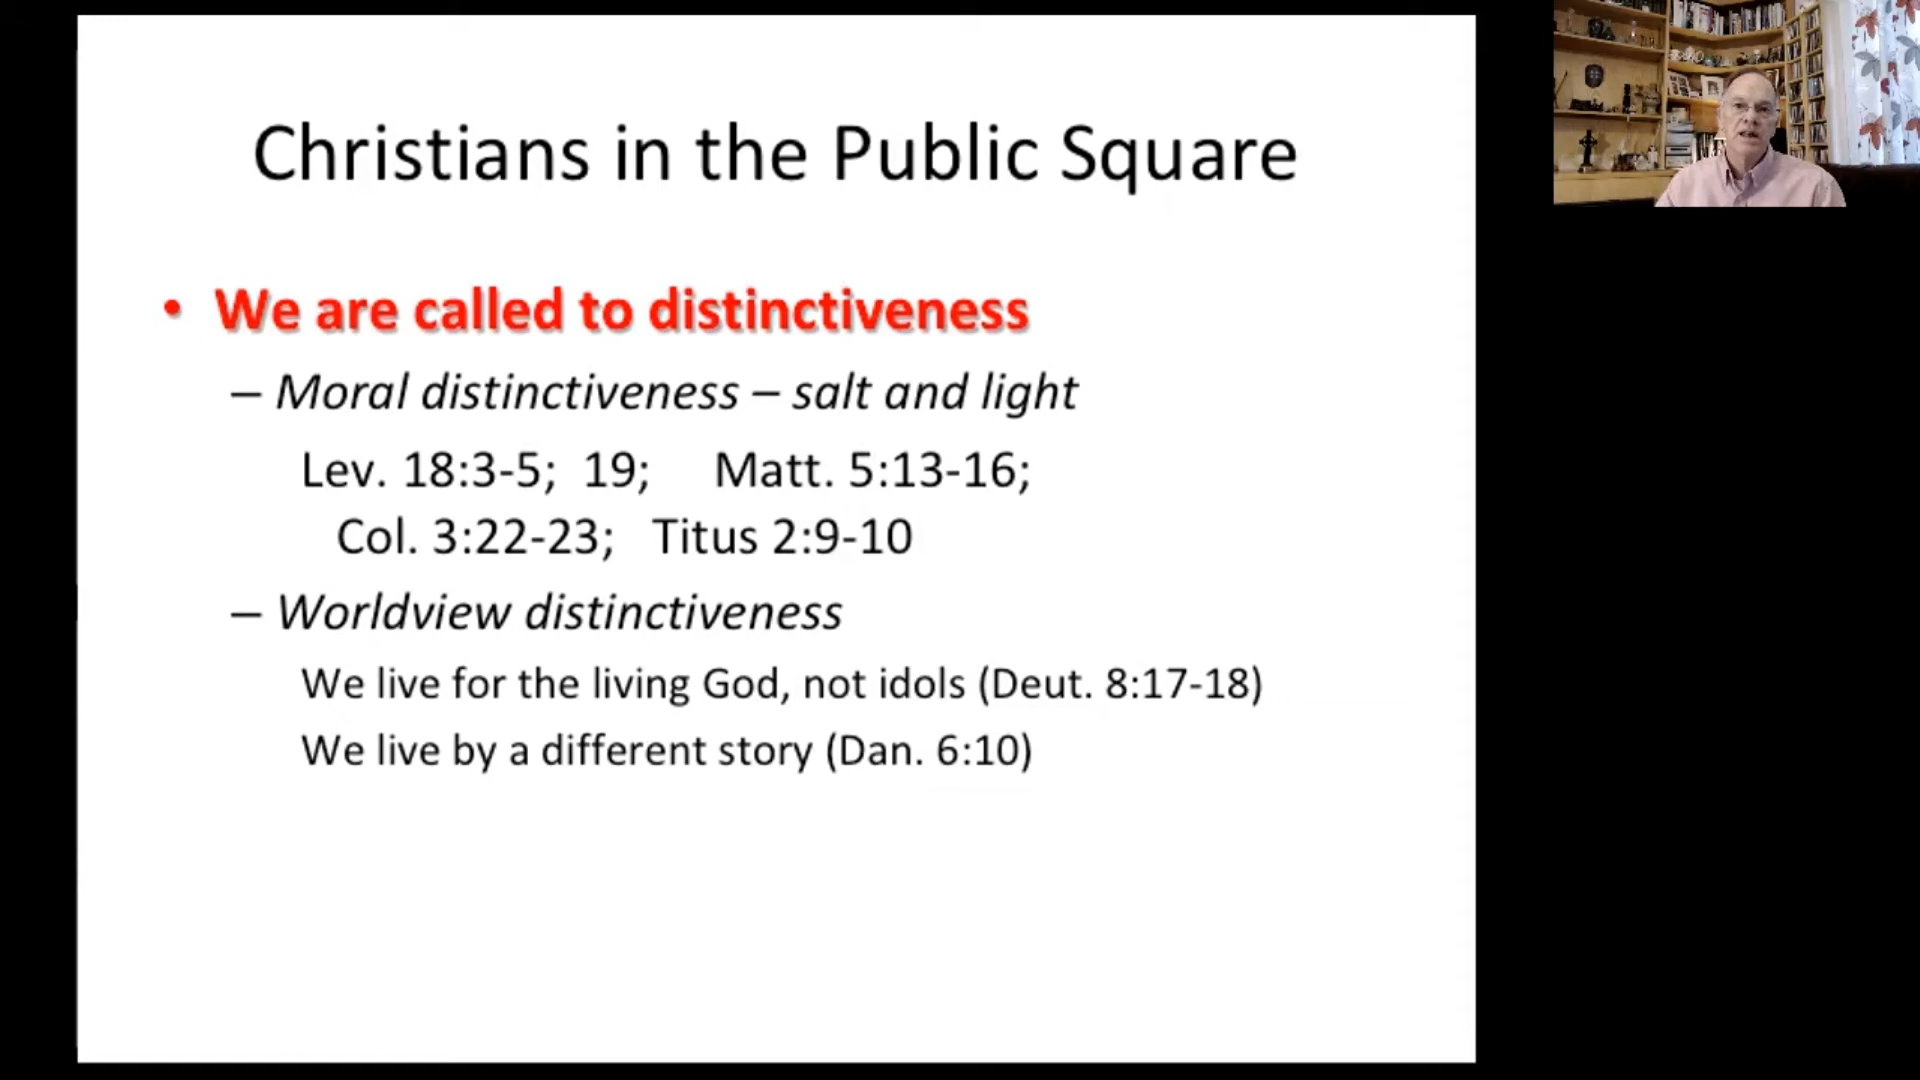 Christians in the Public Square
• We are called to distinctiveness
– Moral distinctiveness – salt and light
Lev. 18:3-5; 19; Matt. 5:13-16;
Col. 3:22-23; Titus 2:9-10
– Worldview distinctiveness
We live for the living God, not idols (Deut. 8:17-18)
We live by a different story (Dan. 6:10)